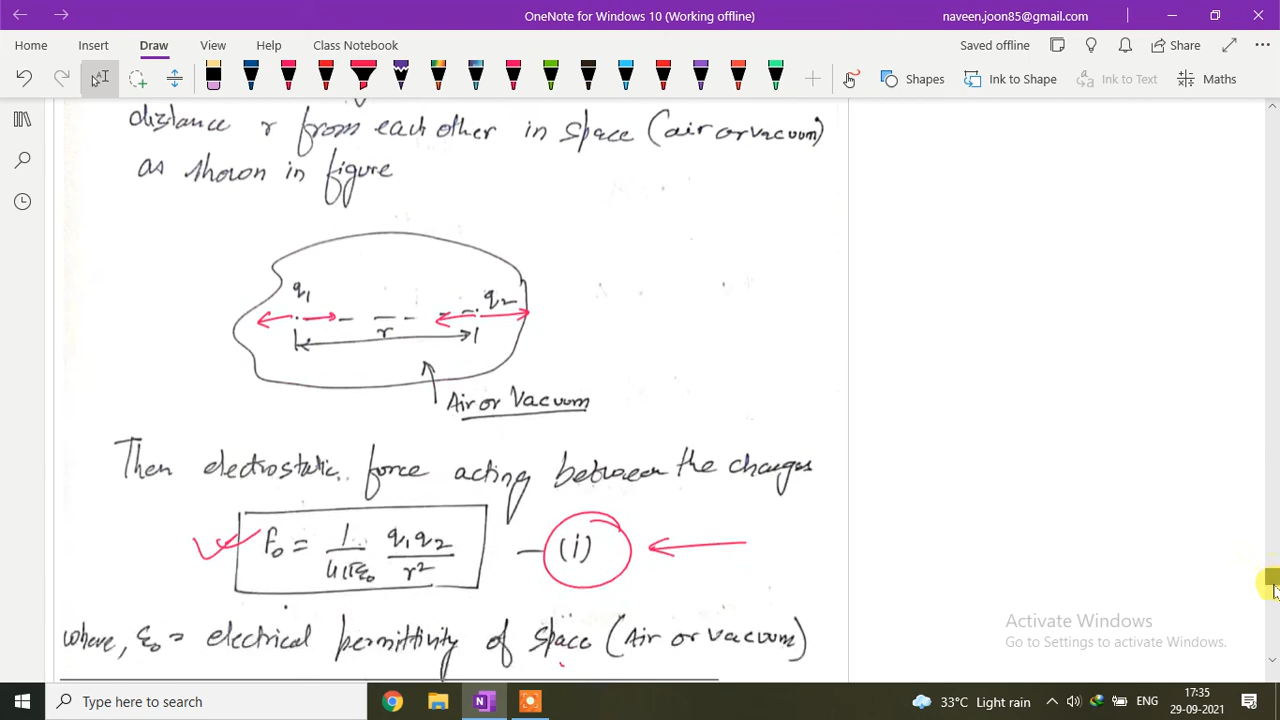 OneNote for Windows 10 (Working offline)
naveen.joon85@gmail.com
Home Insert Draw View Help Class Notebook
Saved offline
Share
Shapes
Ink to Shape
Ink to Text
Maths
distance r from each other in space (air or vacuum)
as shown in figure
q1
q2
r
Air or Vacuum
Then electrostatic force acting between the charges
F0 = 1/4πε0 q1q2/r² — (i)
where, ε0 = electrical permittivity of space (Air or vacuum)
Activate Windows
Go to Settings to activate Windows.
Type here to search
33°C Light rain
ENG
17:35
29-09-2021